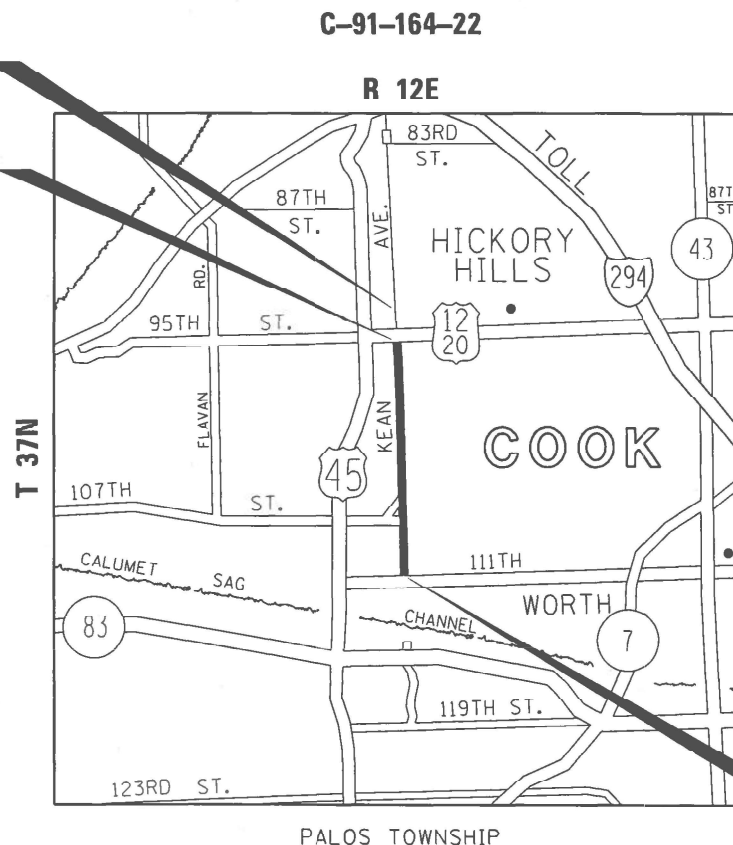 C–91–164–22
R 12E
83RD
ST.
TOLL
87TH
ST.
87T
ST
AVE.
HICKORY
HILLS
43
294
RD.
95TH ST.
12
20
FLAVAN
KEAN
COOK
T 37N
45
107TH
ST.
111TH
CALUMET SAG CHANNEL
WORTH
83
7
119TH ST.
123RD ST.
PALOS TOWNSHIP